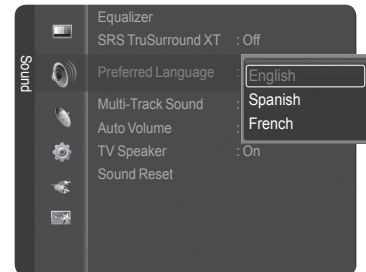 Sound
Equalizer
SRS TruSurround XT : Off
Preferred Language :
English
Spanish
French
Multi-Track Sound :
Auto Volume :
TV Speaker : On
Sound Reset